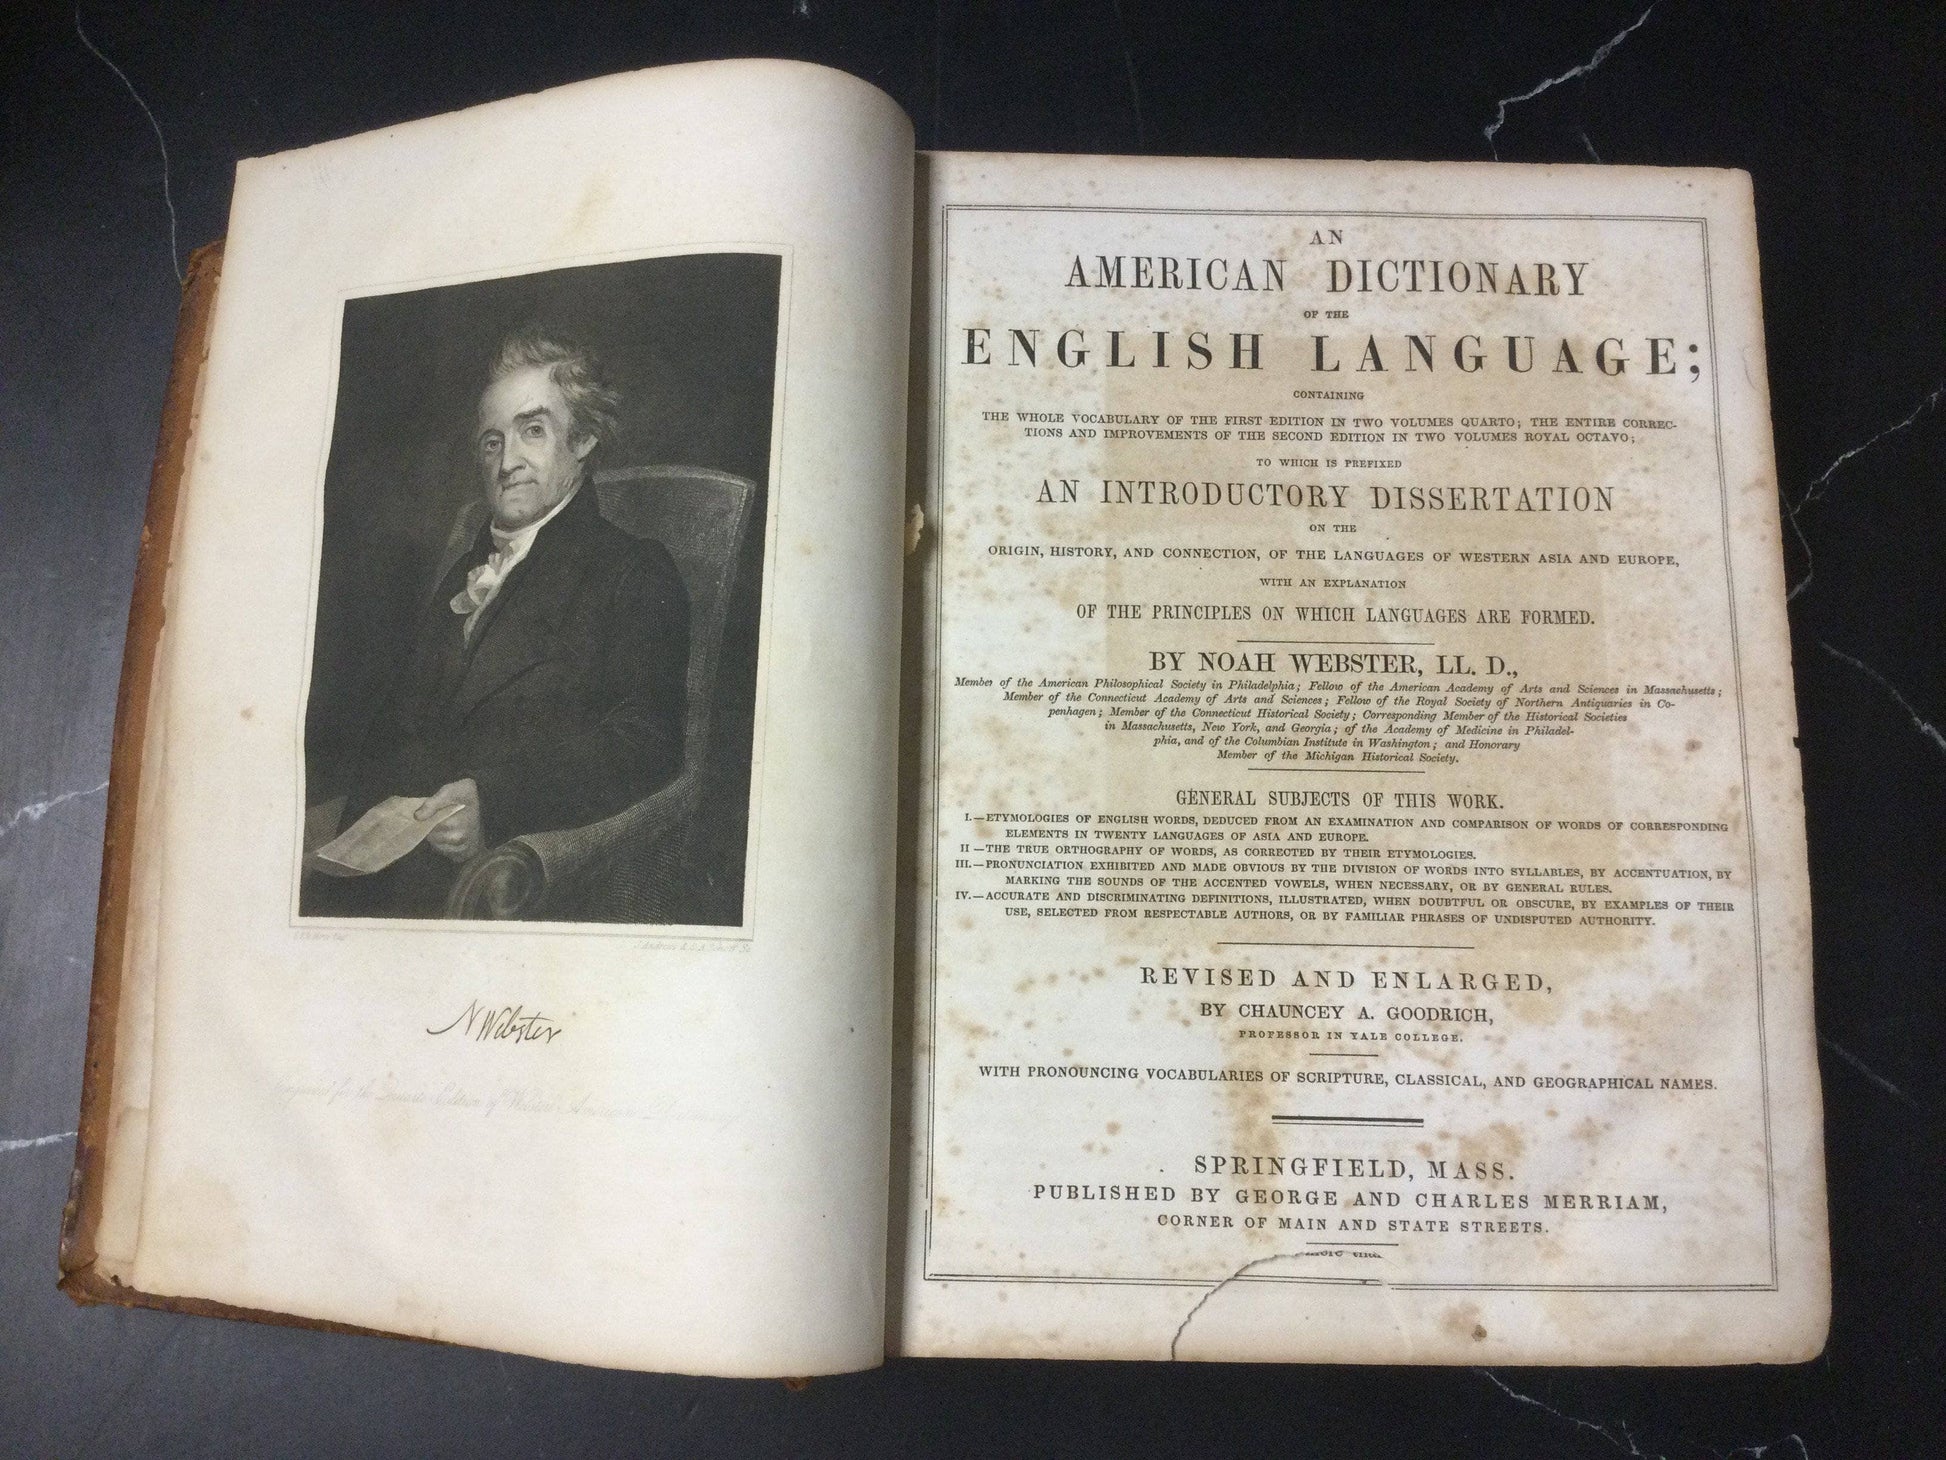 N Webster
AN
AMERICAN DICTIONARY
OF THE
ENGLISH LANGUAGE;
CONTAINING
THE WHOLE VOCABULARY OF THE FIRST EDITION IN TWO VOLUMES QUARTO; THE ENTIRE CORREC-
TIONS AND IMPROVEMENTS OF THE SECOND EDITION IN TWO VOLUMES ROYAL OCTAVO;
TO WHICH IS PREFIXED
AN INTRODUCTORY DISSERTATION
ON THE
ORIGIN, HISTORY, AND CONNECTION, OF THE LANGUAGES OF WESTERN ASIA AND EUROPE,
WITH AN EXPLANATION
OF THE PRINCIPLES ON WHICH LANGUAGES ARE FORMED.
BY NOAH WEBSTER, LL. D.,
Member of the American Philosophical Society in Philadelphia; Fellow of the American Academy of Arts and Sciences in Massachusetts;
Member of the Connecticut Academy of Arts and Sciences; Fellow of the Royal Society of Northern Antiquaries in Co-
penhagen; Member of the Connecticut Historical Society; Corresponding Member of the Historical Societies
in Massachusetts, New York, and Georgia; of the Academy of Medicine in Philadel-
phia, and of the Columbian Institute in Washington; and Honorary
Member of the Michigan Historical Society.
GENERAL SUBJECTS OF THIS WORK.
I.—ETYMOLOGIES OF ENGLISH WORDS, DEDUCED FROM AN EXAMINATION AND COMPARISON OF WORDS OF CORRESPONDING
ELEMENTS IN TWENTY LANGUAGES OF ASIA AND EUROPE.
II —THE TRUE ORTHOGRAPHY OF WORDS, AS CORRECTED BY THEIR ETYMOLOGIES.
III.—PRONUNCIATION EXHIBITED AND MADE OBVIOUS BY THE DIVISION OF WORDS INTO SYLLABLES, BY ACCENTUATION, BY
MARKING THE SOUNDS OF THE ACCENTED VOWELS, WHEN NECESSARY, OR BY GENERAL RULES.
IV.—ACCURATE AND DISCRIMINATING DEFINITIONS, ILLUSTRATED, WHEN DOUBTFUL OR OBSCURE, BY EXAMPLES OF THEIR
USE, SELECTED FROM RESPECTABLE AUTHORS, OR BY FAMILIAR PHRASES OF UNDISPUTED AUTHORITY.
REVISED AND ENLARGED,
BY CHAUNCEY A. GOODRICH,
PROFESSOR IN YALE COLLEGE.
WITH PRONOUNCING VOCABULARIES OF SCRIPTURE, CLASSICAL, AND GEOGRAPHICAL NAMES.
SPRINGFIELD, MASS.
PUBLISHED BY GEORGE AND CHARLES MERRIAM,
CORNER OF MAIN AND STATE STREETS.